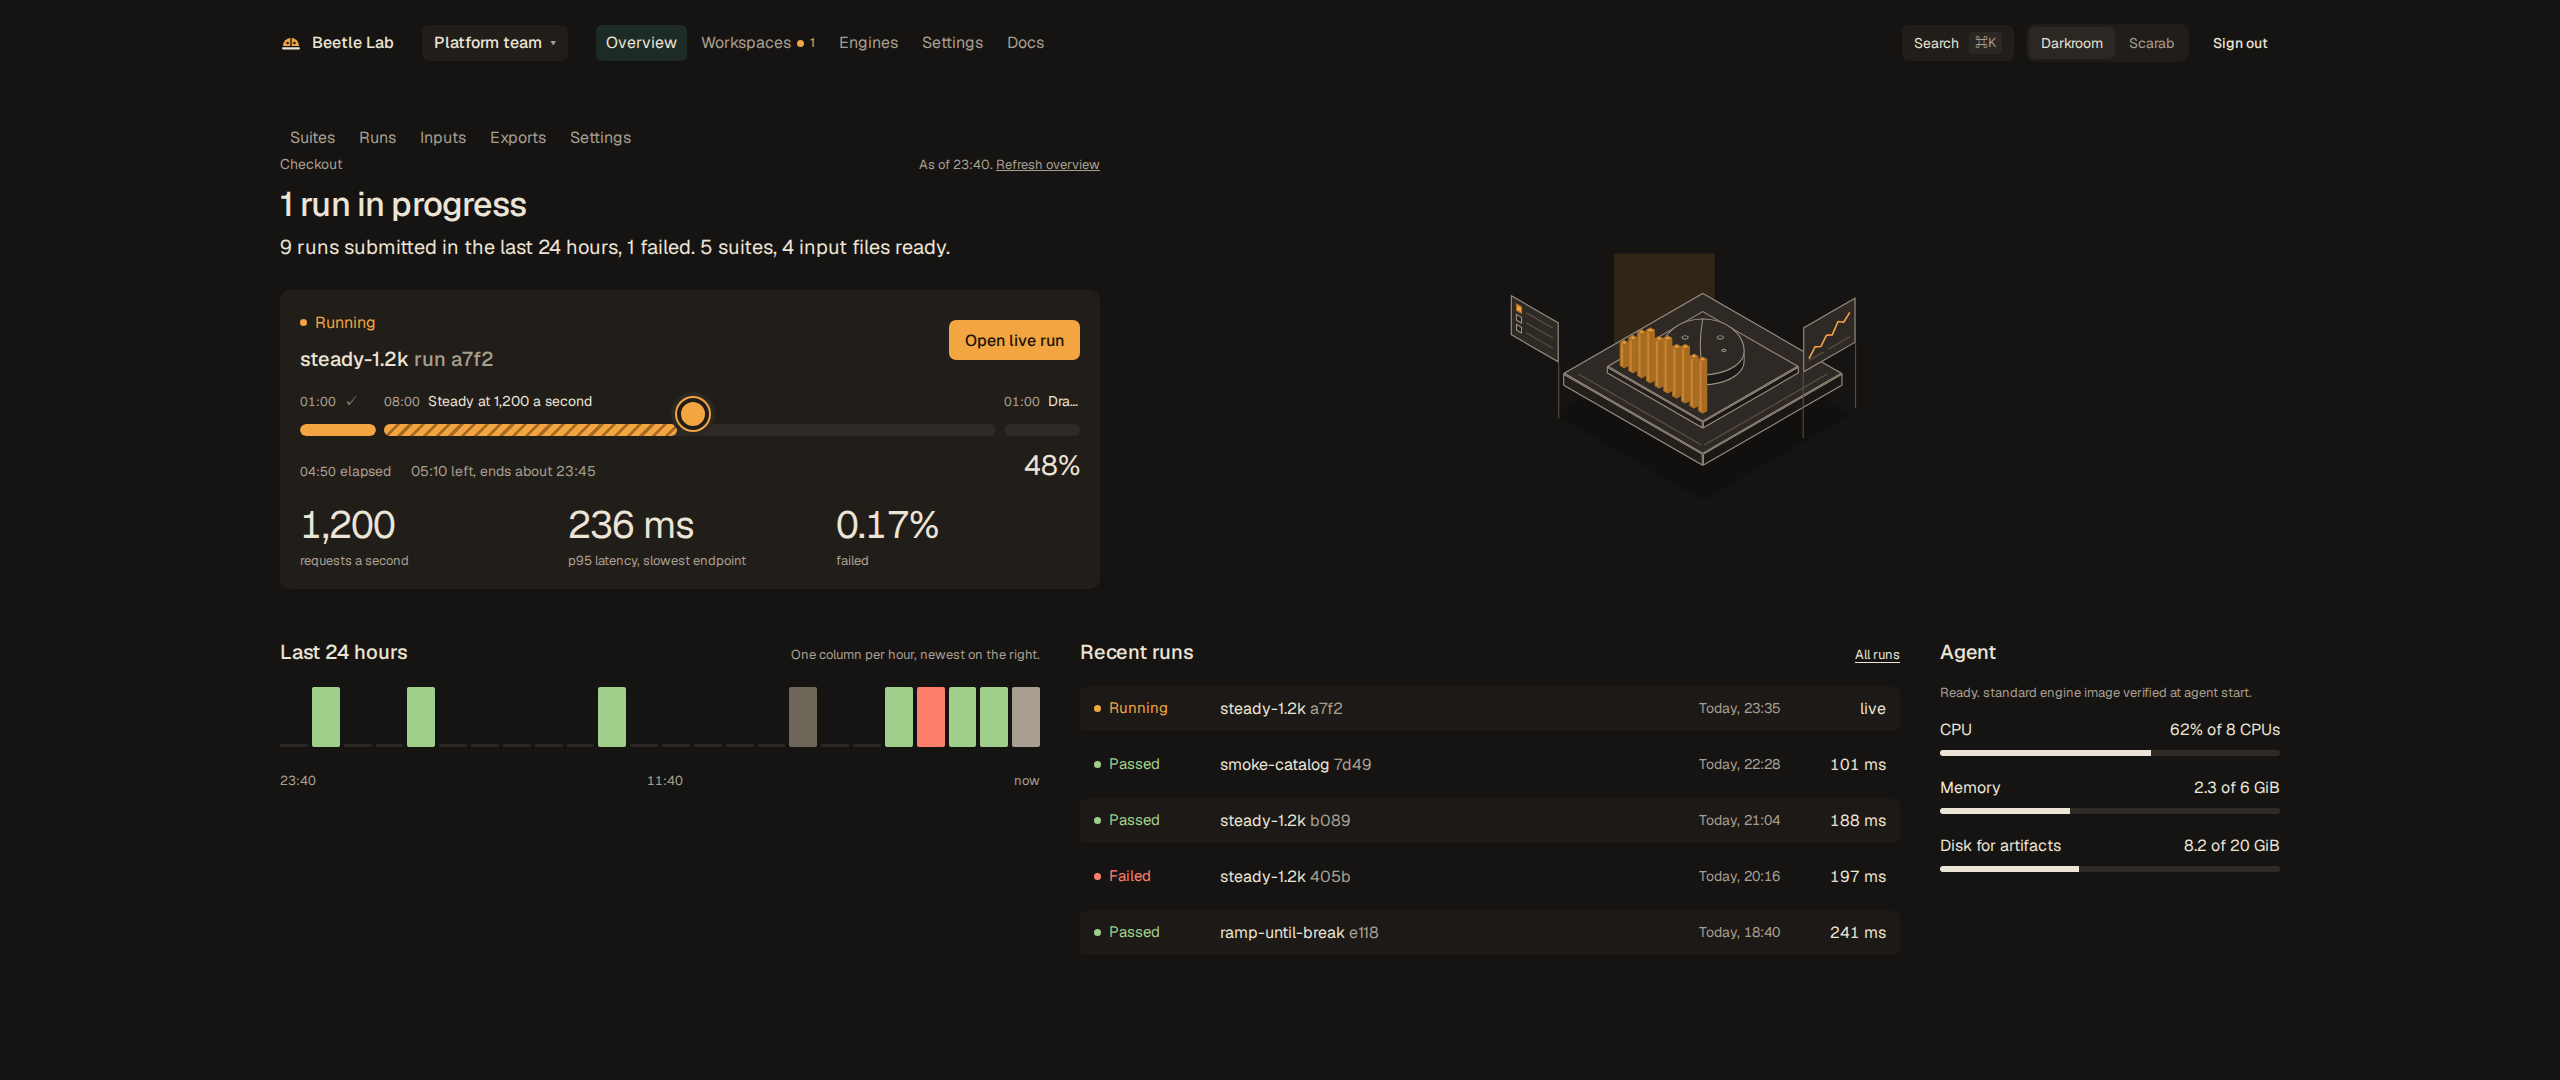 Beetle Lab Platform team Overview Workspaces 1 Engines Settings Docs Search ⌘K Darkroom Scarab Sign out
Suites Runs Inputs Exports Settings
Checkout As of 23:40. Refresh overview
1 run in progress
9 runs submitted in the last 24 hours, 1 failed. 5 suites, 4 input files ready.
Running
Open live run
steady-1.2k run a7f2
01:00 ✓ 08:00 Steady at 1,200 a second 01:00 Dra...
04:50 elapsed 05:10 left, ends about 23:45 48%
1,200 236 ms 0.17%
requests a second p95 latency, slowest endpoint failed
Last 24 hours One column per hour, newest on the right.
23:40 11:40 now
Recent runs All runs
Running steady-1.2k a7f2 Today, 23:35 live
Passed smoke-catalog 7d49 Today, 22:28 101 ms
Passed steady-1.2k b089 Today, 21:04 188 ms
Failed steady-1.2k 405b Today, 20:16 197 ms
Passed ramp-until-break e118 Today, 18:40 241 ms
Agent
Ready. standard engine image verified at agent start.
CPU 62% of 8 CPUs
Memory 2.3 of 6 GiB
Disk for artifacts 8.2 of 20 GiB